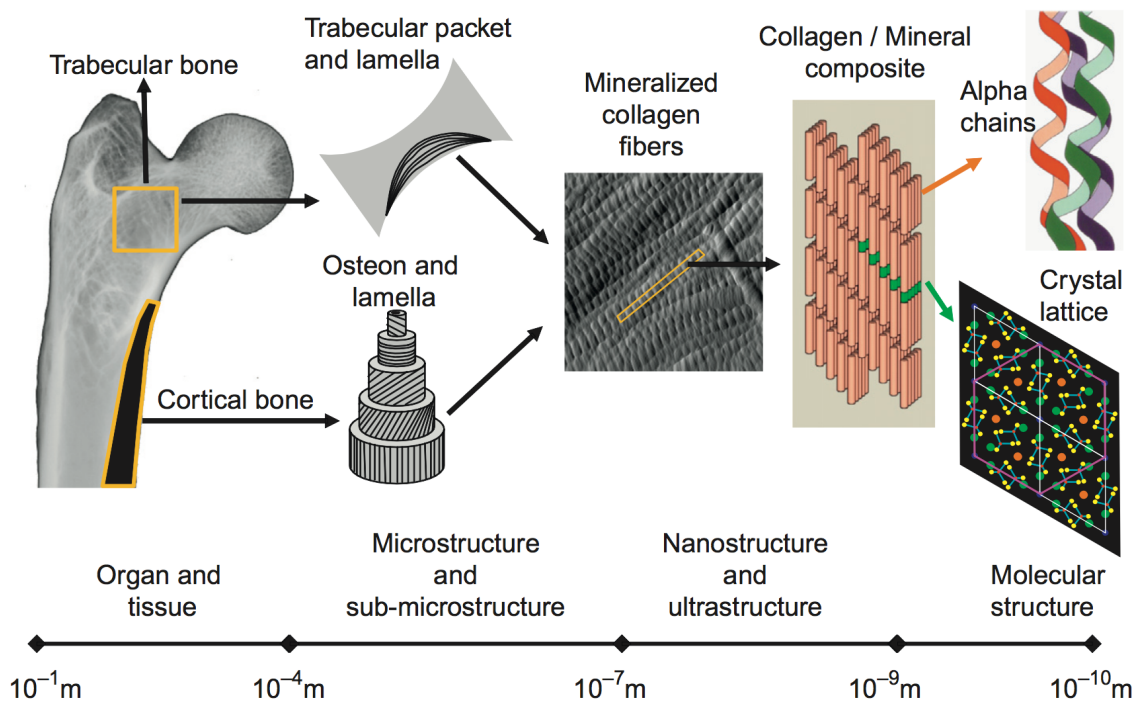 Trabecular bone
Trabecular packet
and lamella
Mineralized
collagen
fibers
Collagen / Mineral
composite
Alpha
chains
Osteon and
lamella
Crystal
lattice
Cortical bone
Organ and
tissue
Microstructure
and
sub-microstructure
Nanostructure
and
ultrastructure
Molecular
structure
10⁻¹m
10⁻⁴m
10⁻⁷m
10⁻⁹m
10⁻¹⁰m